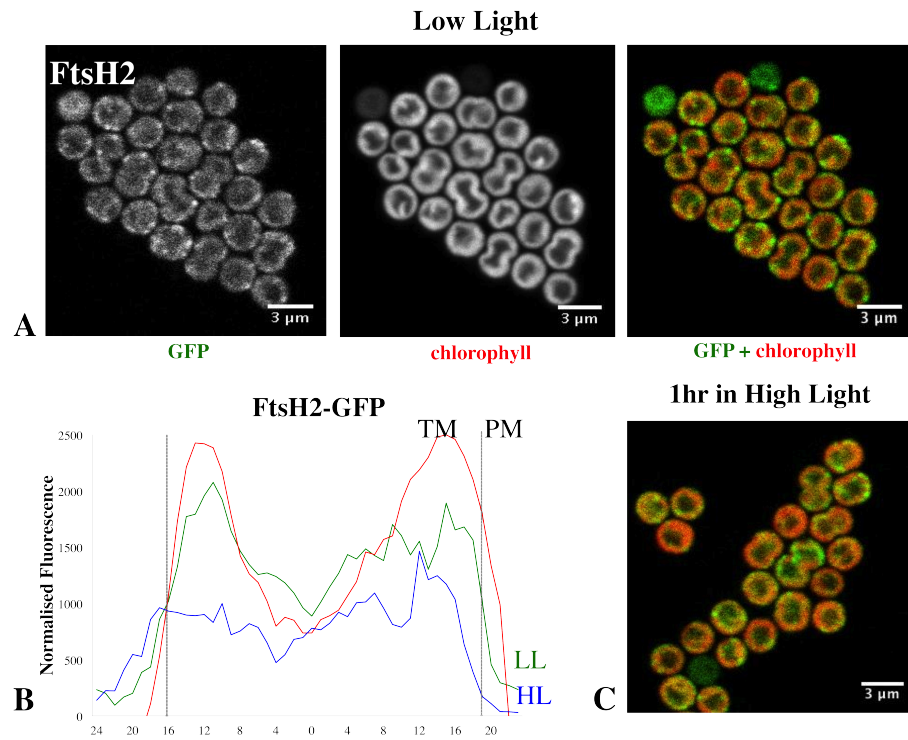 Low Light
FtsH2
3 µm
3 µm
3 µm
A
GFP
chlorophyll
GFP + chlorophyll
FtsH2-GFP
TM PM
Normalised Fluorescence
2500
2000
1500
1000
500
0
24 20 16 12 8 4 0 4 8 12 16 20
LL
HL
B
1hr in High Light
3 µm
C